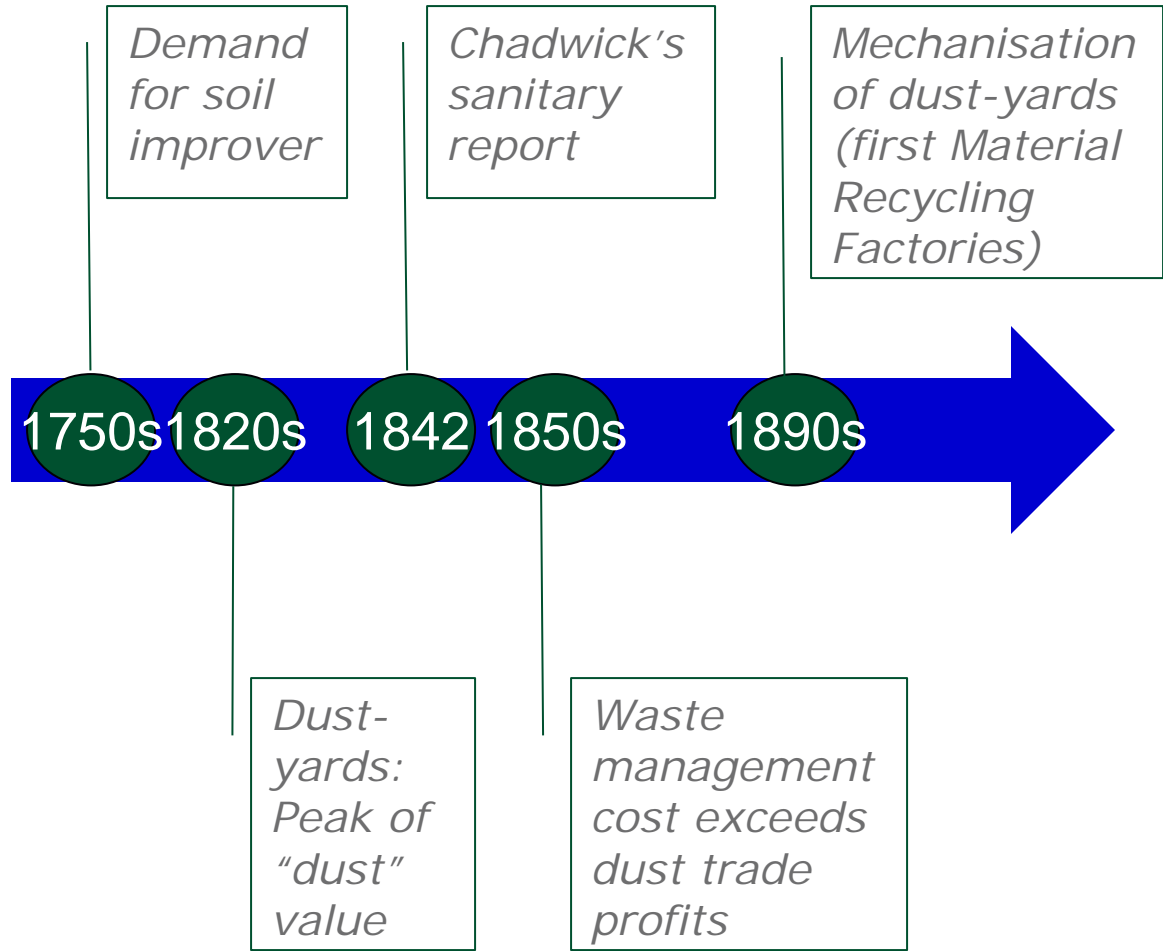 Demand
for soil
improver
Chadwick's
sanitary
report
Mechanisation
of dust-yards
(first Material
Recycling
Factories)
1750s
1820s
1842
1850s
1890s
Dust-
yards:
Peak of
“dust”
value
Waste
management
cost exceeds
dust trade
profits